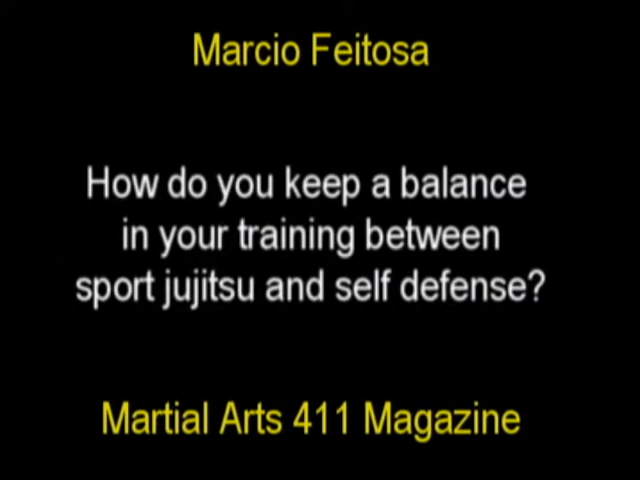 Marcio Feitosa
How do you keep a balance
in your training between
sport jujitsu and self defense?
Martial Arts 411 Magazine